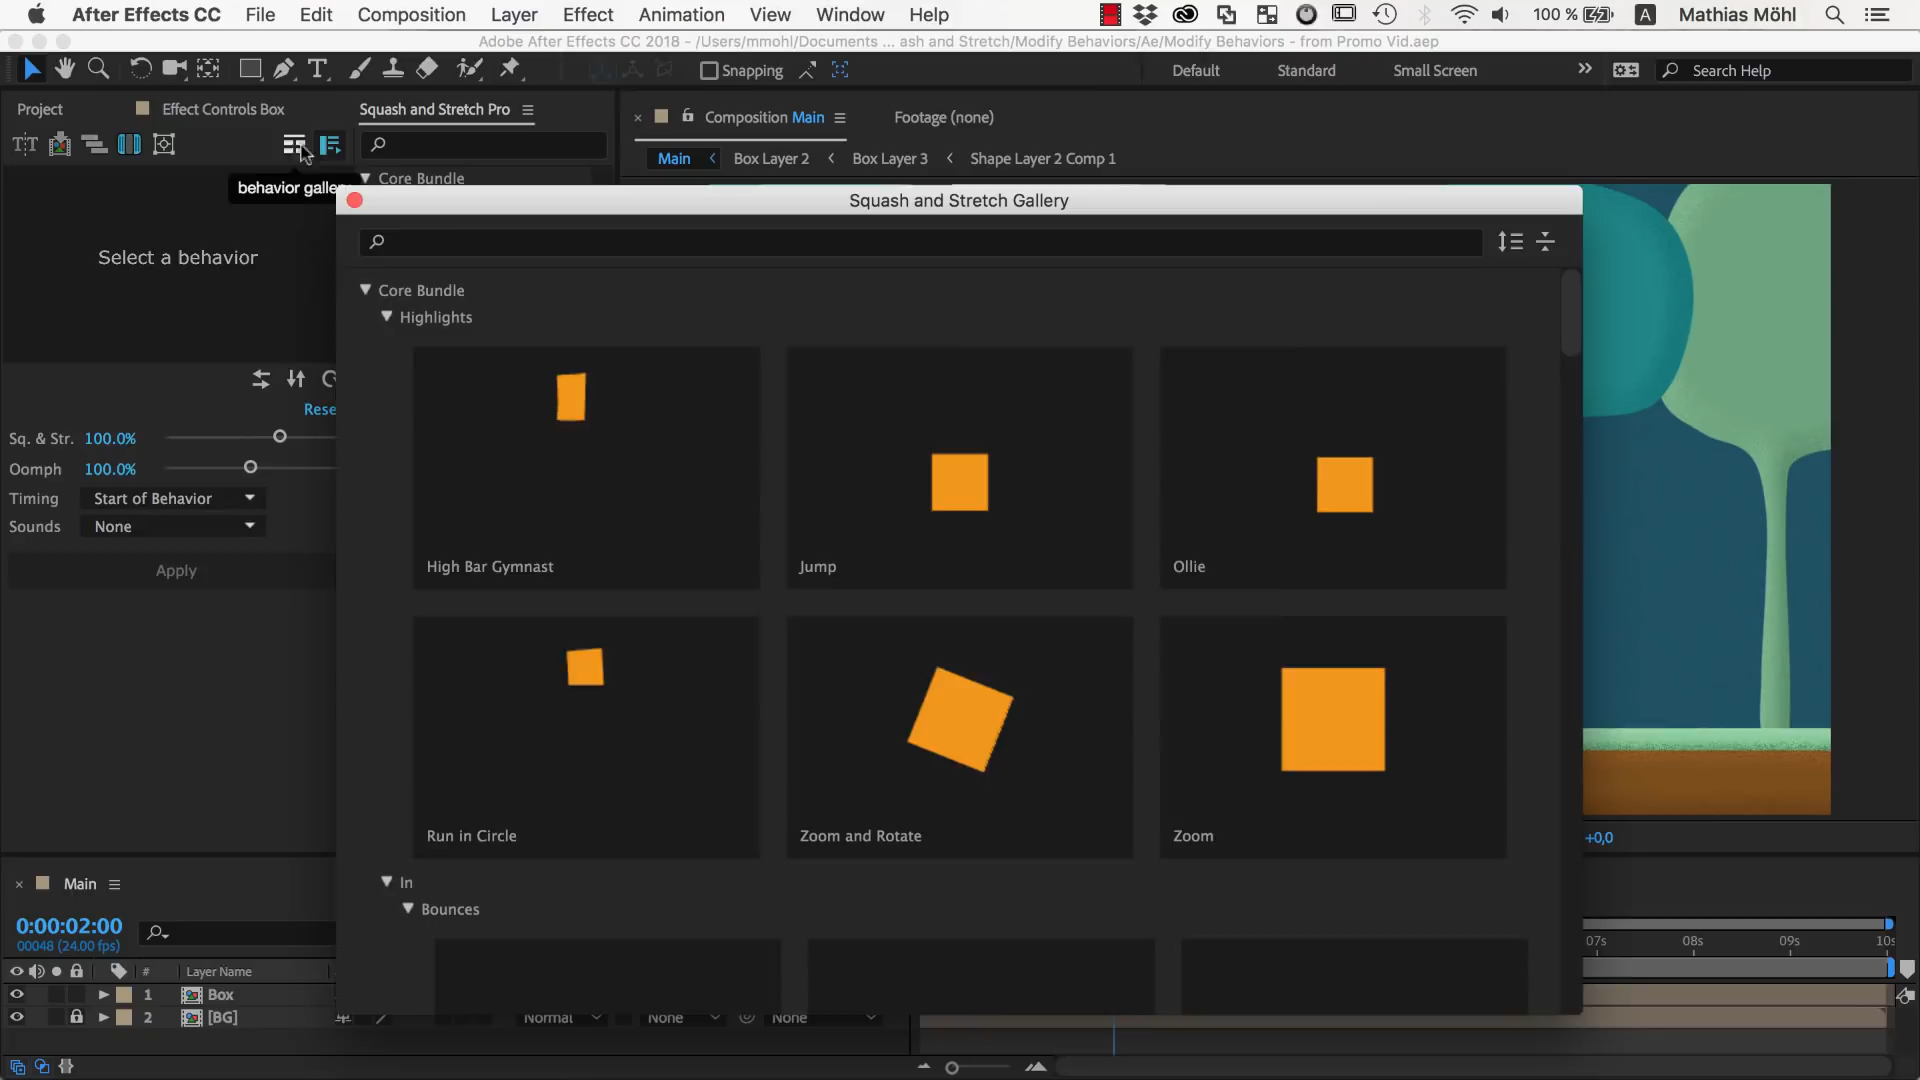 After Effects CC File Edit Composition Layer Effect Animation View Window Help 100 % A Mathias Möhl
Adobe After Effects CC 2018 - /Users/mmohl/Documents ... ash and Stretch/Modify Behaviors/Ae/Modify Behaviors - from Promo Vid.aep
Snapping Default Standard Small Screen Search Help
Project Effect Controls Box Squash and Stretch Pro Composition Main Footage (none)
Main Box Layer 2 Box Layer 3 Shape Layer 2 Comp 1
Core Bundle
behavior galle
Squash and Stretch Gallery
Select a behavior
Core Bundle
Highlights
Rese
Sq. & Str. 100.0%
Oomph 100.0%
Timing Start of Behavior
Sounds None
Apply
High Bar Gymnast Jump Ollie
Run in Circle Zoom and Rotate Zoom
+0,0
In
Bounces
Main
0:00:02:00
00048 (24.00 fps)
07s 08s 09s 10s
# Layer Name
1 Box
2 [BG] Normal None None